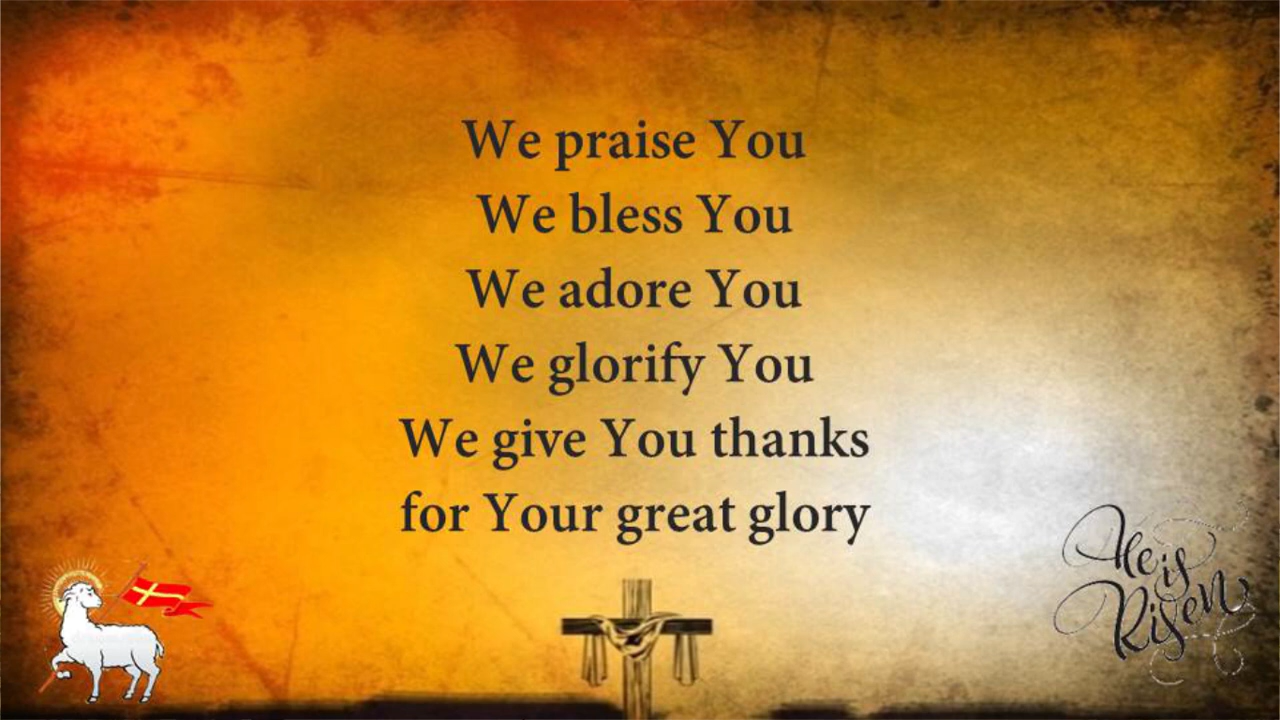 We praise You
We bless You
We adore You
We glorify You
We give You thanks
for Your great glory
He is
Risen